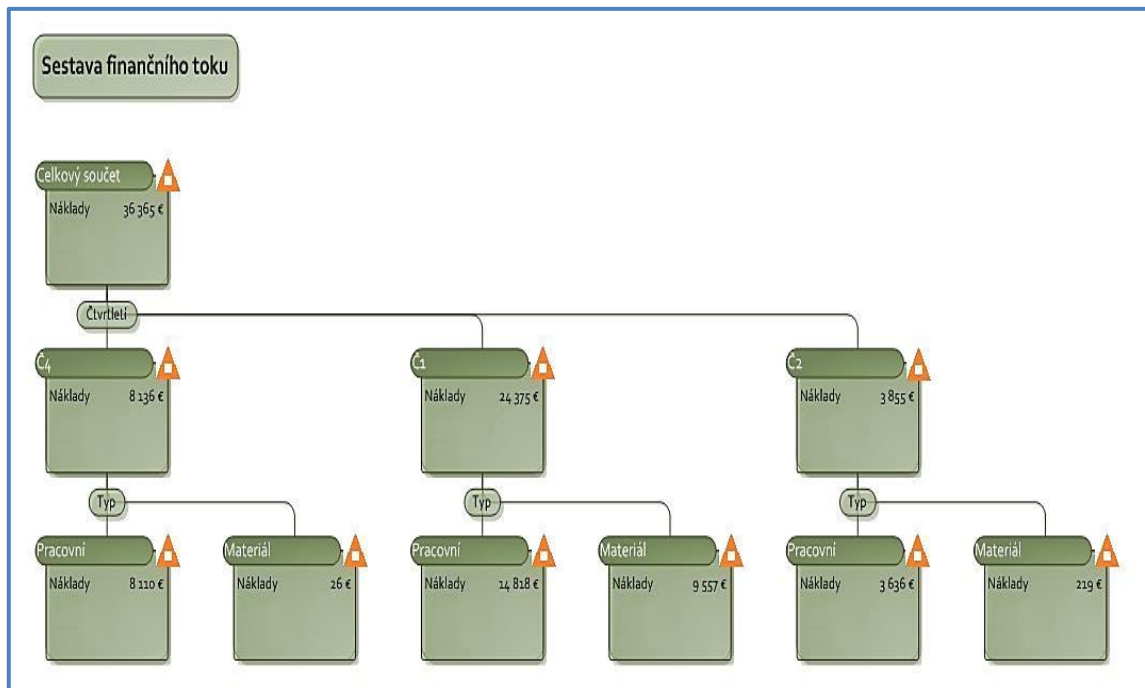 Sestava finančního toku
Celkový součet
Náklady 36 365 €
Čtvrtletí
Č4
Náklady 8 136 €
Č1
Náklady 24 375 €
Č2
Náklady 3 855 €
Typ
Typ
Typ
Pracovní
Náklady 8 110 €
Materiál
Náklady 26 €
Pracovní
Náklady 14 818 €
Materiál
Náklady 9 557 €
Pracovní
Náklady 3 636 €
Materiál
Náklady 219 €